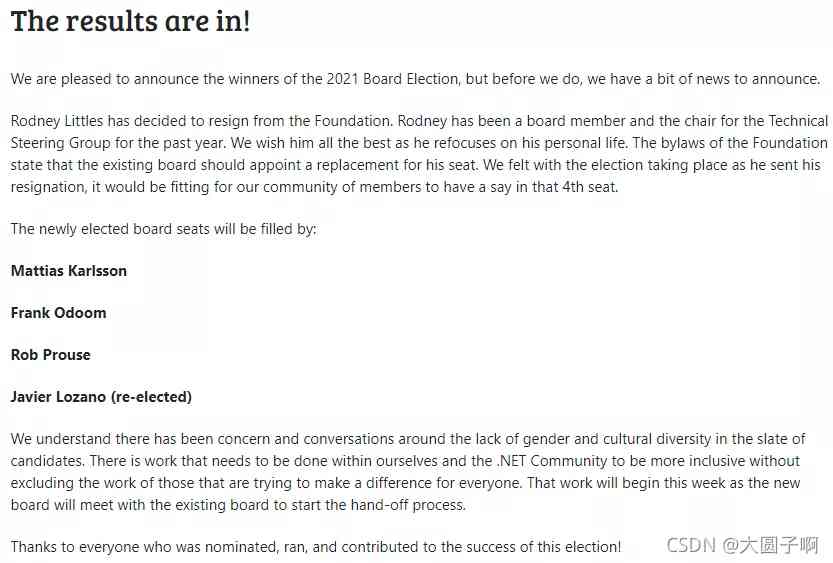 The results are in!
We are pleased to announce the winners of the 2021 Board Election, but before we do, we have a bit of news to announce.
Rodney Littles has decided to resign from the Foundation. Rodney has been a board member and the chair for the Technical
Steering Group for the past year. We wish him all the best as he refocuses on his personal life. The bylaws of the Foundation
state that the existing board should appoint a replacement for his seat. We felt with the election taking place as he sent his
resignation, it would be fitting for our community of members to have a say in that 4th seat.
The newly elected board seats will be filled by:
Mattias Karlsson
Frank Odoom
Rob Prouse
Javier Lozano (re-elected)
We understand there has been concern and conversations around the lack of gender and cultural diversity in the slate of
candidates. There is work that needs to be done within ourselves and the .NET Community to be more inclusive without
excluding the work of those that are trying to make a difference for everyone. That work will begin this week as the new
board will meet with the existing board to start the hand-off process.
Thanks to everyone who was nominated, ran, and contributed to the success of this election!
CSDN @大圆子啊